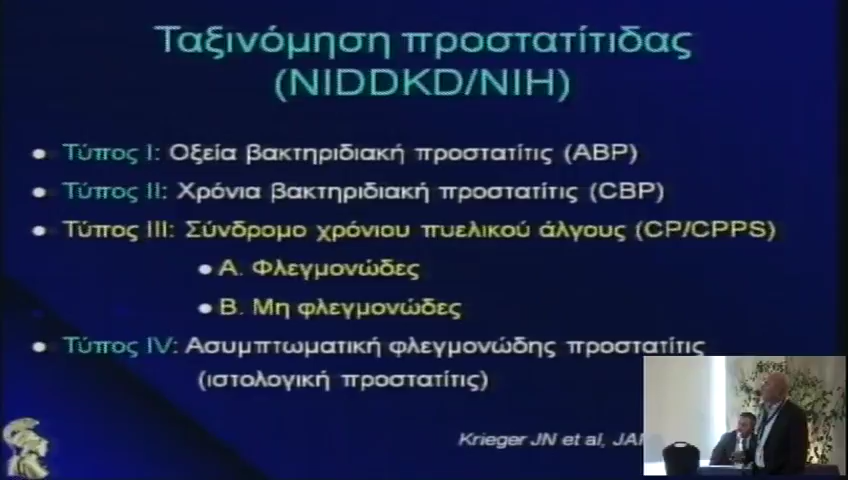 Ταξινόμηση προστατίτιδας
(NIDDKD/NIH)
• Τύπος I: Οξεία βακτηριδιακή προστατίτις (ABP)
• Τύπος II: Χρόνια βακτηριδιακή προστατίτις (CBP)
• Τύπος III: Σύνδρομο χρόνιου πυελικού άλγους (CP/CPPS)
• Α. Φλεγμονώδες
• Β. Μη φλεγμονώδες
• Τύπος IV: Ασυμπτωματική φλεγμονώδης προστατίτις
(ιστολογική προστατίτις)
Krieger JN et al,